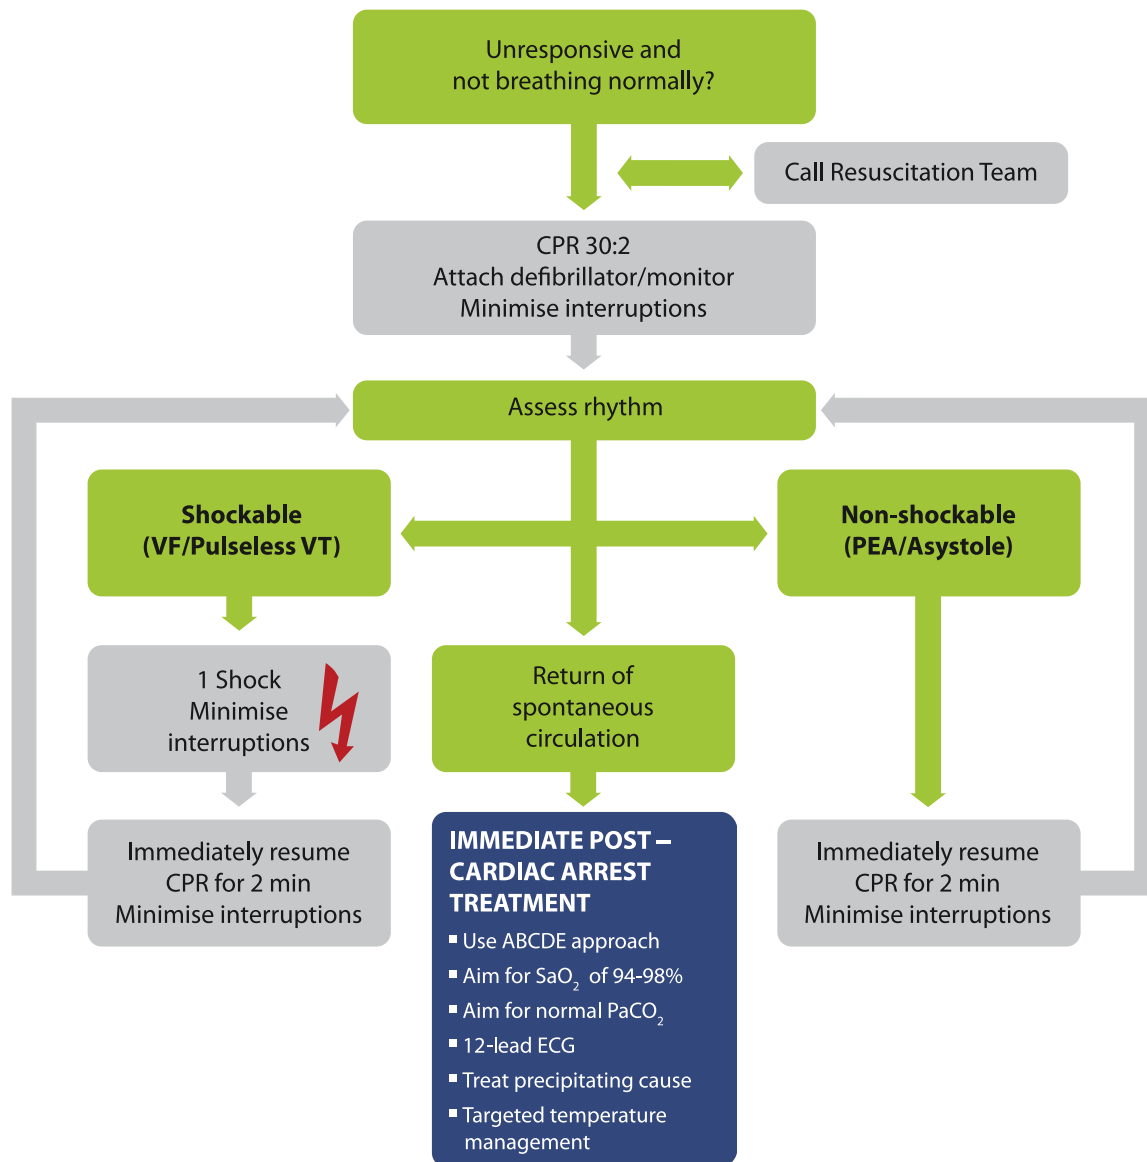 Unresponsive and
not breathing normally?
Call Resuscitation Team
CPR 30:2
Attach defibrillator/monitor
Minimise interruptions
Assess rhythm
Shockable
(VF/Pulseless VT)
Non-shockable
(PEA/Asystole)
1 Shock
Minimise
interruptions
Return of
spontaneous
circulation
Immediately resume
CPR for 2 min
Minimise interruptions
IMMEDIATE POST –
CARDIAC ARREST
TREATMENT
▪ Use ABCDE approach
▪ Aim for SaO₂ of 94-98%
▪ Aim for normal PaCO₂
▪ 12-lead ECG
▪ Treat precipitating cause
▪ Targeted temperature
management
Immediately resume
CPR for 2 min
Minimise interruptions